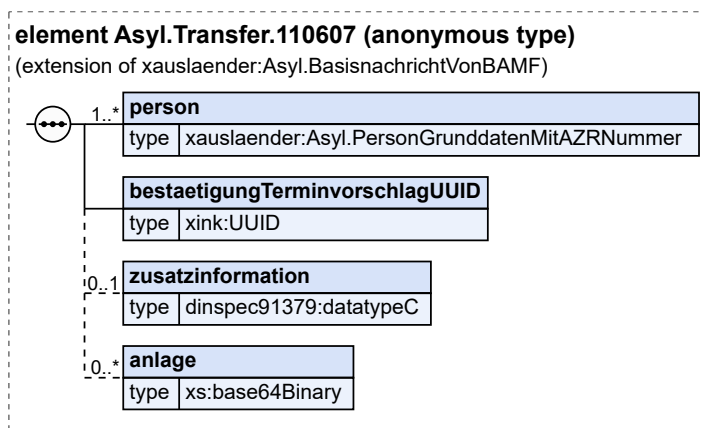 element Asyl.Transfer.110607 (anonymous type)
(extension of xauslaender:Asyl.BasisnachrichtVonBAMF)
1..* person
type xauslaender:Asyl.PersonGrunddatenMitAZRNummer
bestaetigungTerminvorschlagUUID
type xink:UUID
0..1 zusatzinformation
type dinspec91379:datatypeC
0..* anlage
type xs:base64Binary